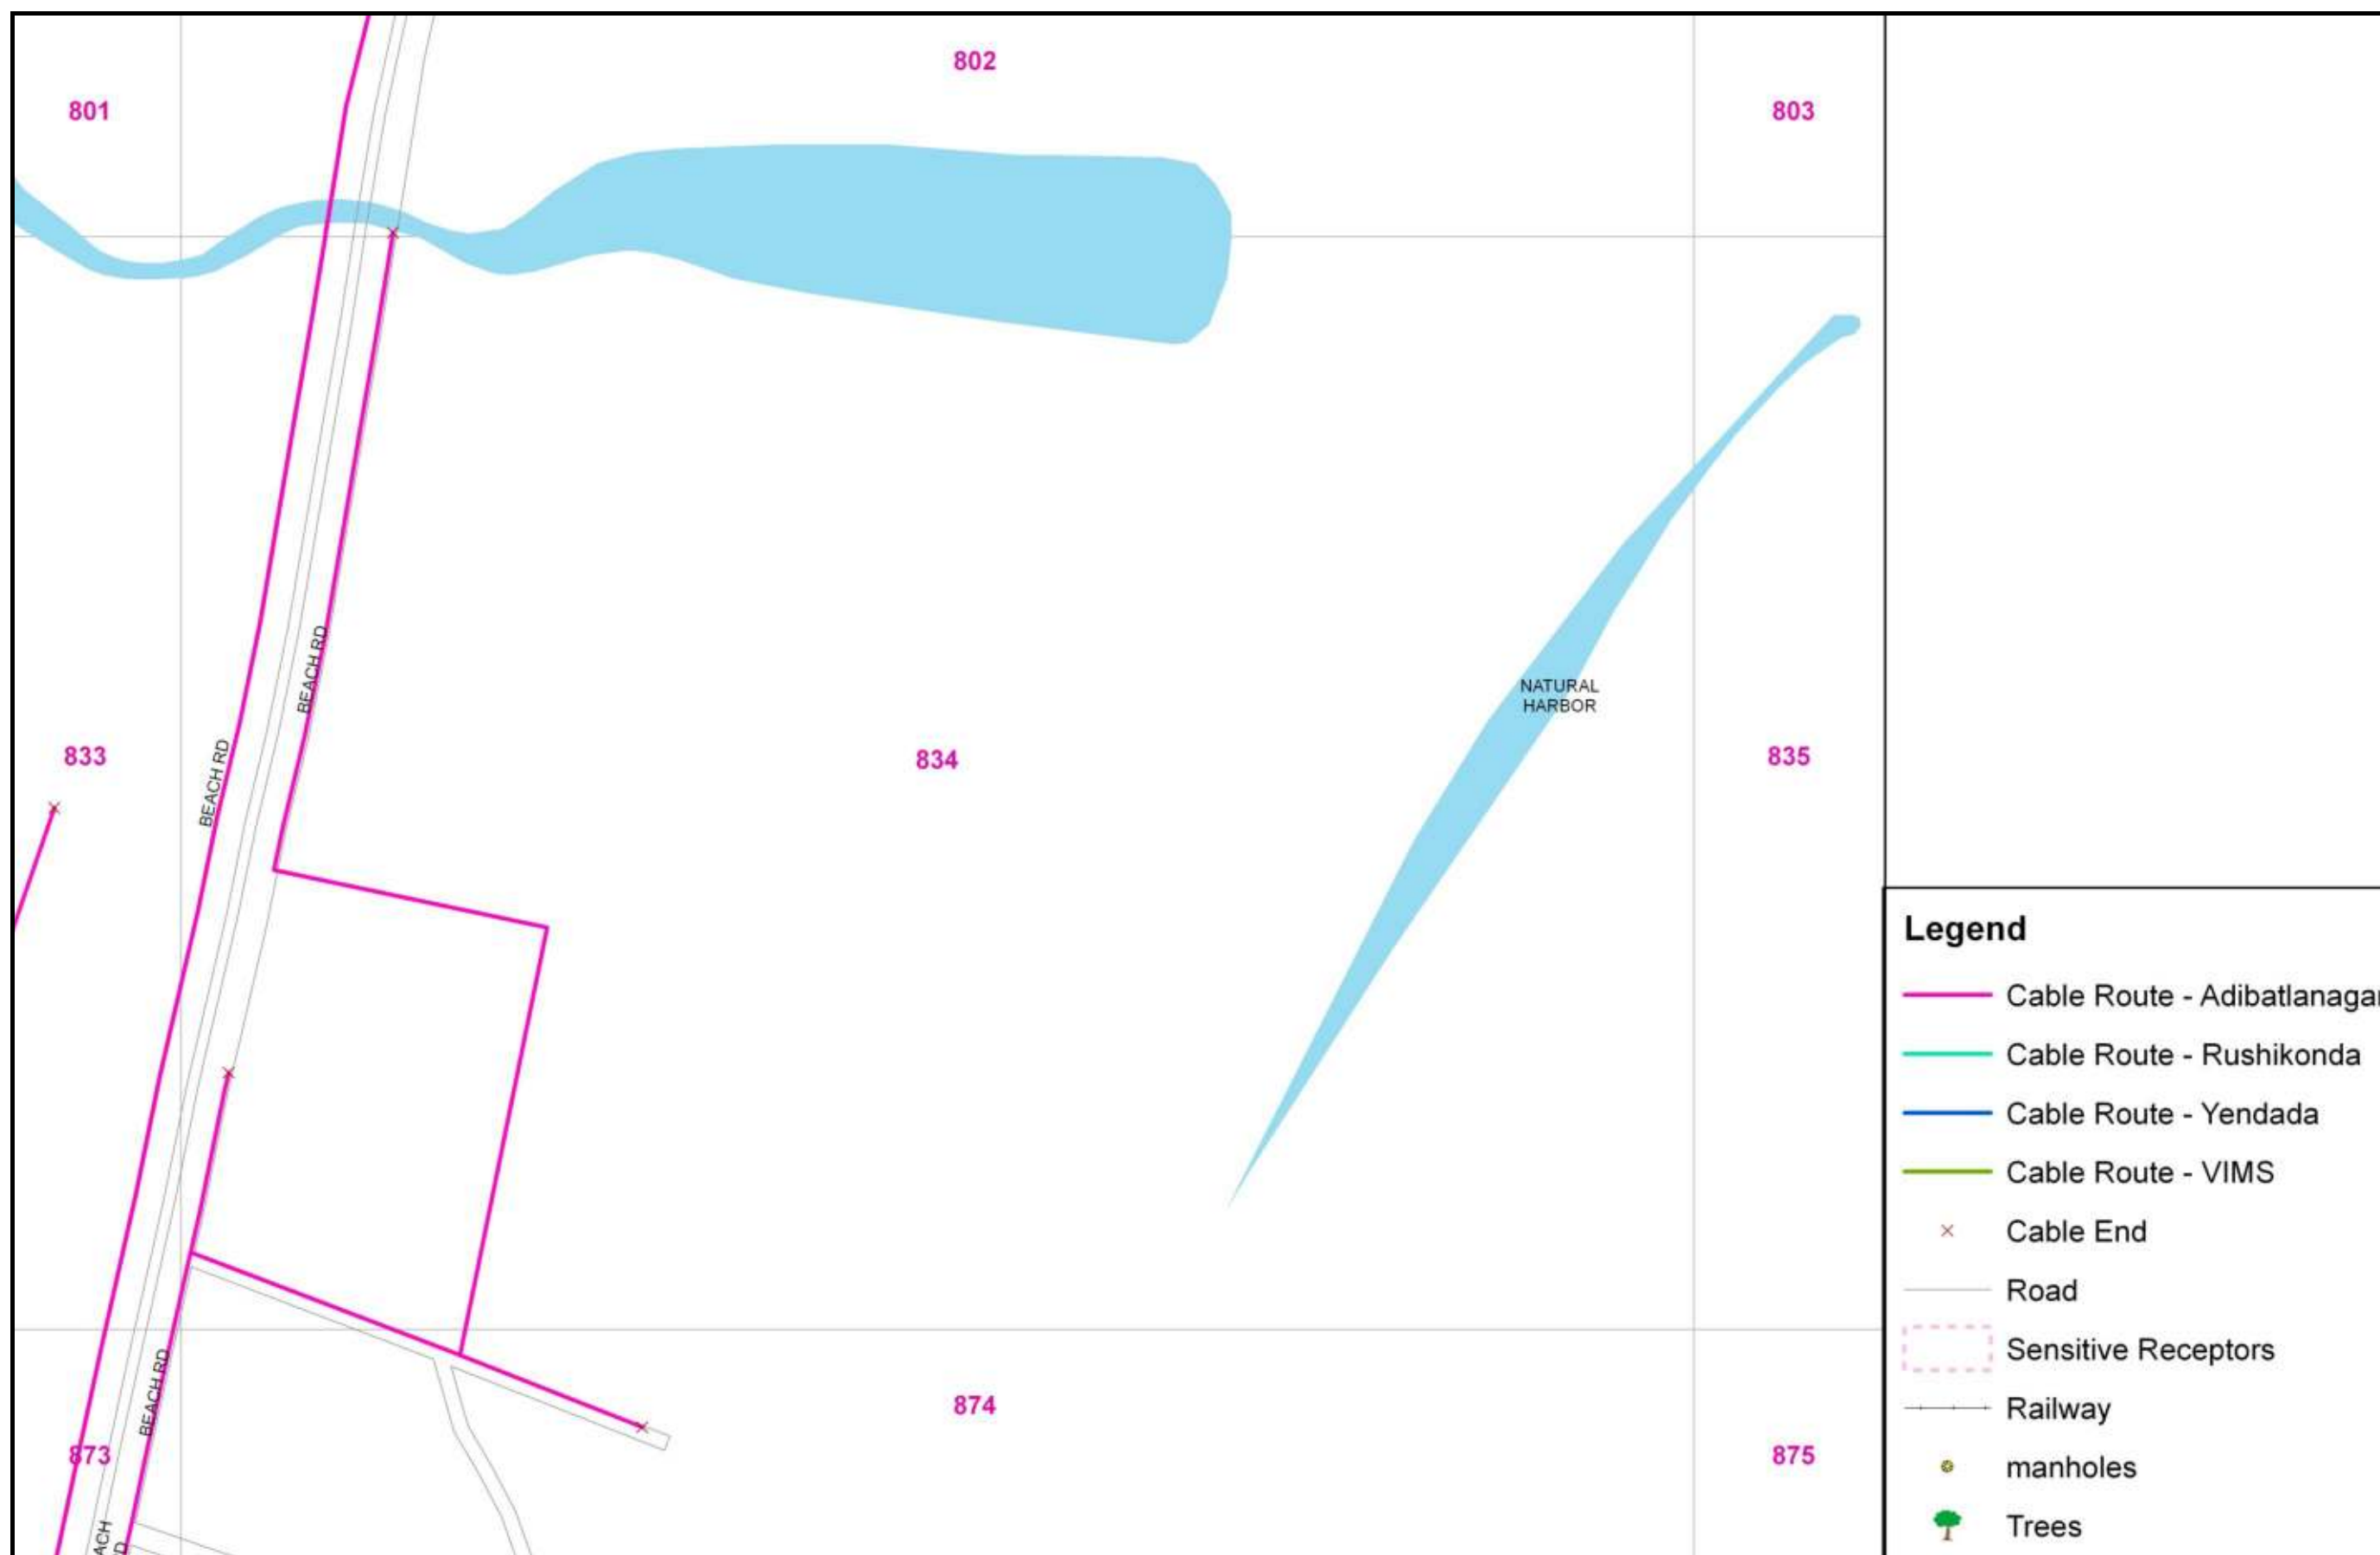 802
801
803
BEACH RD
NATURAL
HARBOR
BEACH RD
833
834
835
Legend
Cable Route - Adibatlanagar
Cable Route - Rushikonda
Cable Route - Yendada
Cable Route - VIMS
Cable End
Road
Sensitive Receptors
Railway
manholes
Trees
BEACH RD
874
873
875